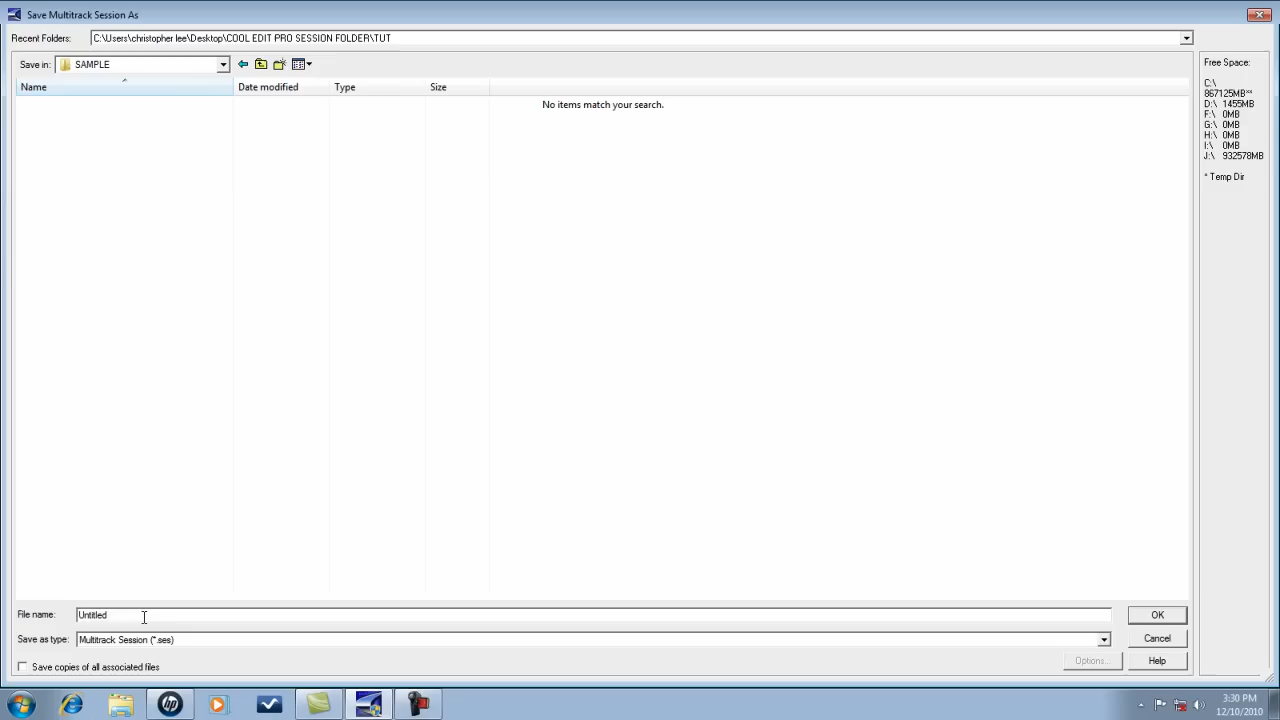 Save Multitrack Session As
Recent Folders: C:\Users\christopher lee\Desktop\COOL EDIT PRO SESSION FOLDER\TUT
Save in: SAMPLE
Name Date modified Type Size
No items match your search.
Free Space:
C:\
867125MB**
D:\ 1455MB
F:\ 0MB
G:\ 0MB
H:\ 0MB
I:\ 0MB
J:\ 932578MB
* Temp Dir
File name: Untitled OK
Save as type: Multitrack Session (*.ses) Cancel
Save copies of all associated files Options... Help
hp
3:30 PM
12/10/2010